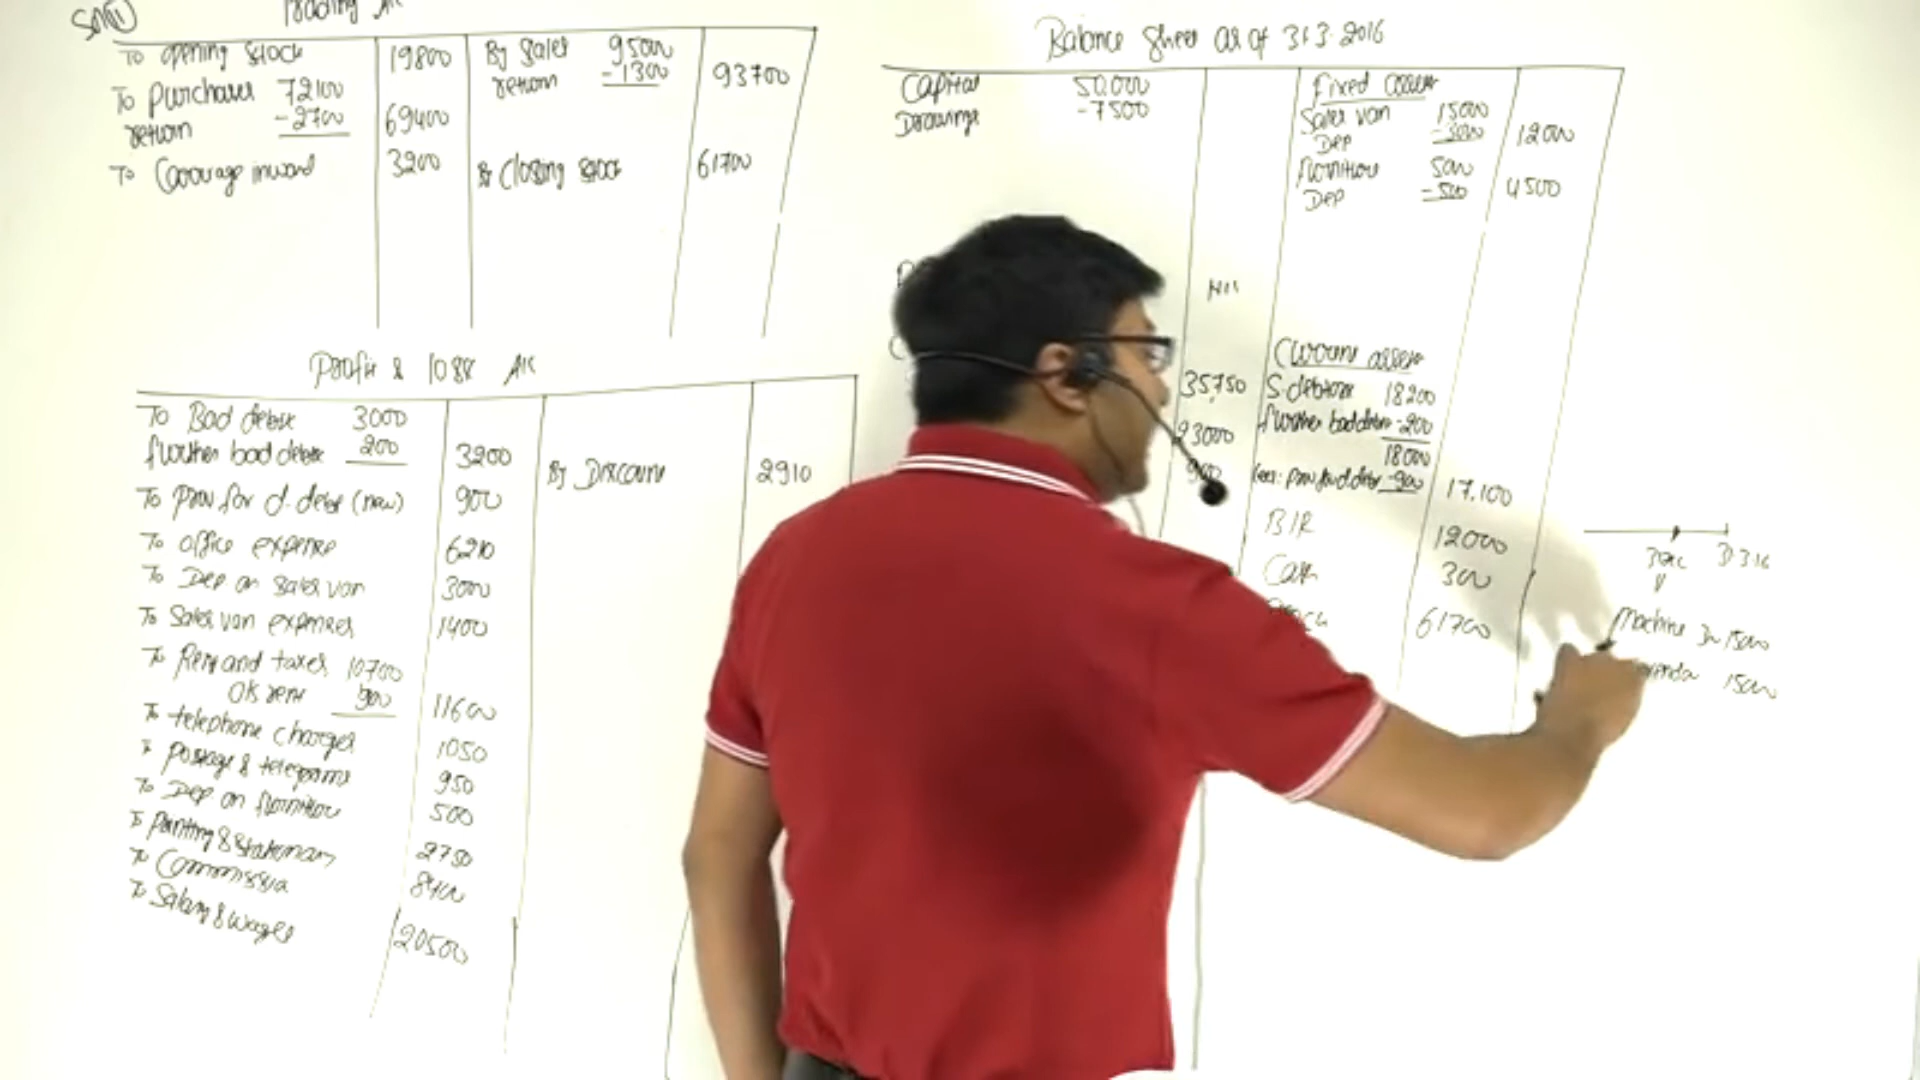 Trading A/c
To opening stock 19800 By Sales 95000
return -1300 93700
To purchases 72100
return -2700 69400
To Carriage inward 3200 By Closing stock 61700
Profit & loss A/c
To Bad debts 3000
further bad debts 200 3200 By Discount 2910
To prov for d. debt (new) 900
To office expense 6210
To Dep on sales van 3000
To Sales van expenses 1400
To Rent and taxes 10700
O/s rent 900 11600
To telephone charges 1050
To postage & telegrams 950
To Dep on furniture 500
To printing & stationary 2750
To Commission 8400
To Salary & wages 20500
Balance Sheet as of 31.3.2016
Capital 50,000 Fixed assets
Drawings -7500 Sales van 15000
Dep -3000 12000
furniture 5000
Dep -500 4500
Nil
Current assets
35,750 S. debtors 18200
23000 further bad debts -200
18000
900 less: prov for d debt -900 17,100
B/R 12000
Cash 300
61700
31 3 16
Machine 15000
15000